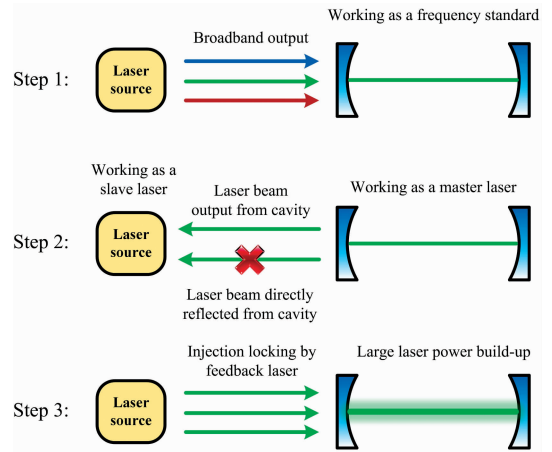 Working as a frequency standard
Broadband output
Step 1:
Laser
source
Working as a
slave laser
Laser beam
output from cavity
Working as a master laser
Step 2:
Laser
source
Laser beam directly
reflected from cavity
Injection locking by
feedback laser
Large laser power build-up
Step 3:
Laser
source